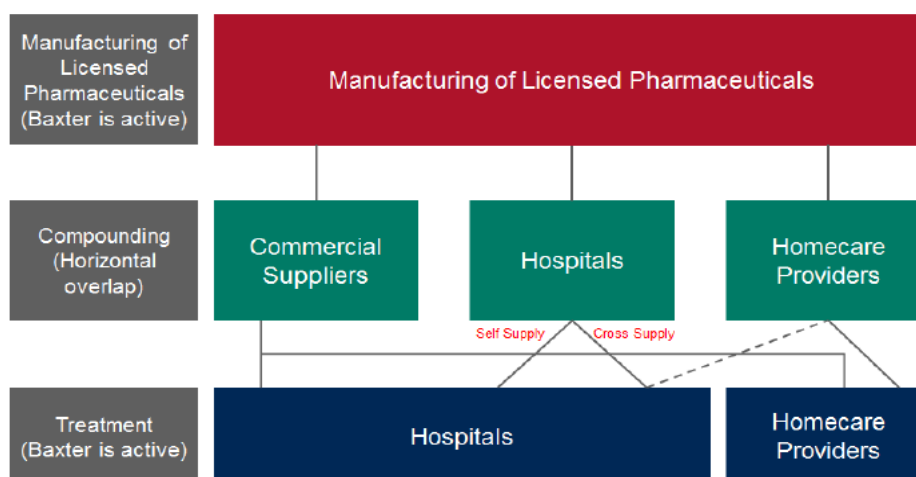 Manufacturing of
Licensed
Pharmaceuticals
(Baxter is active)
Manufacturing of Licensed Pharmaceuticals
Compounding
(Horizontal
overlap)
Commercial
Suppliers
Hospitals
Homecare
Providers
Self Supply
Cross Supply
Treatment
(Baxter is active)
Hospitals
Homecare
Providers